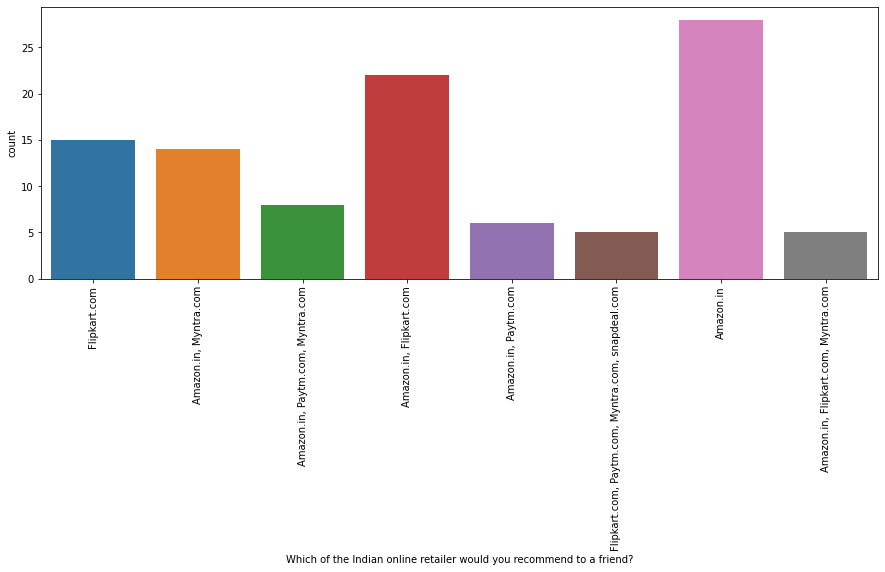 25
20
15
10
5
0
count
Flipkart.com
Amazon.in, Myntra.com
Amazon.in, Paytm.com, Myntra.com
Amazon.in, Flipkart.com
Amazon.in, Paytm.com
Flipkart.com, Paytm.com, Myntra.com, snapdeal.com
Amazon.in
Amazon.in, Flipkart.com, Myntra.com
Which of the Indian online retailer would you recommend to a friend?